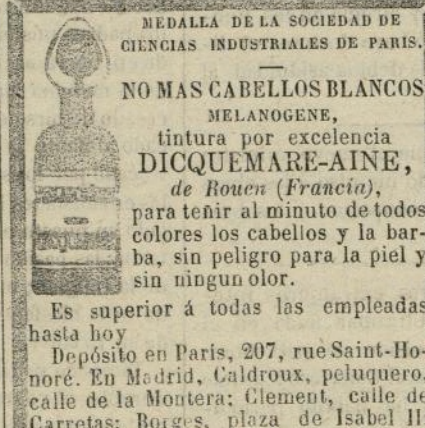 MEDALLA DE LA SOCIEDAD DE
CIENCIAS INDUSTRIALES DE PARIS.
NO MAS CABELLOS BLANCOS
MELANOGENE,
tintura por excelencia
DICQUEMARE-AINE,
de Rouen (Francia),
para teñir al minuto de todos
colores los cabellos y la bar-
ba, sin peligro para la piel y
sin ningun olor.
Es superior á todas las empleadas
hasta hoy
Depósito en Paris, 207, rue Saint-Ho-
noré. En Madrid, Caldroux, peluquero,
calle de la Montera: Clement, calle de
Carretas; Borges, plaza de Isabel II